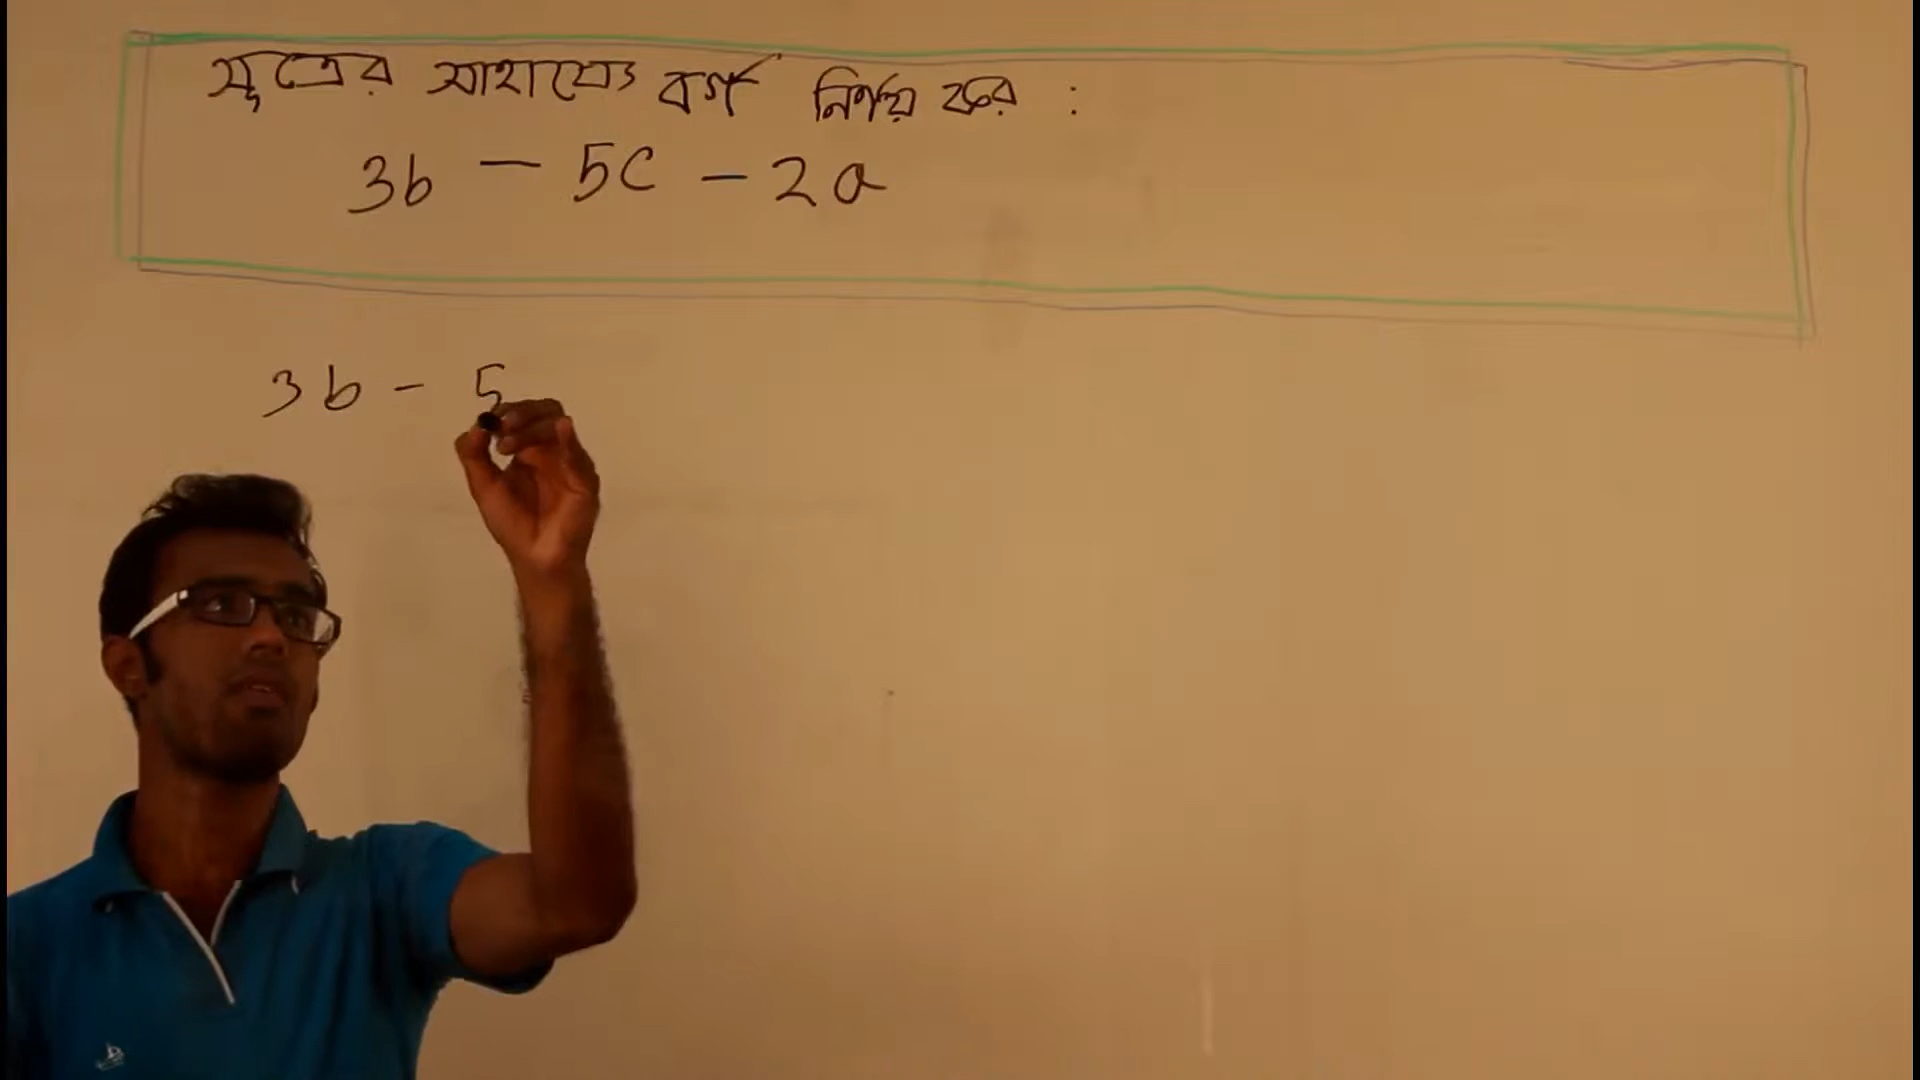 সূত্রের সাহায্যে বর্গ নির্ণয় কর :
3b - 5c - 2a
3b - 5